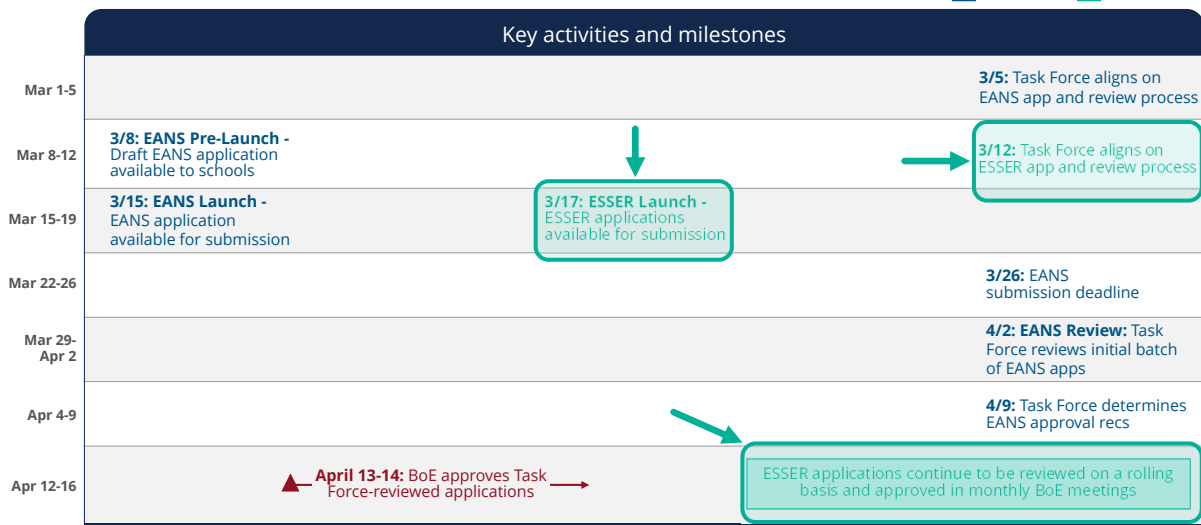 Key activities and milestones
Mar 1-5
3/5: Task Force aligns on
EANS app and review process
Mar 8-12
3/8: EANS Pre-Launch -
Draft EANS application
available to schools
3/12: Task Force aligns on
ESSER app and review process
Mar 15-19
3/15: EANS Launch -
EANS application
available for submission
3/17: ESSER Launch -
ESSER applications
available for submission
Mar 22-26
3/26: EANS
submission deadline
Mar 29-
Apr 2
4/2: EANS Review: Task
Force reviews initial batch
of EANS apps
Apr 4-9
4/9: Task Force determines
EANS approval recs
Apr 12-16
April 13-14: BoE approves Task
Force-reviewed applications
ESSER applications continue to be reviewed on a rolling
basis and approved in monthly BoE meetings